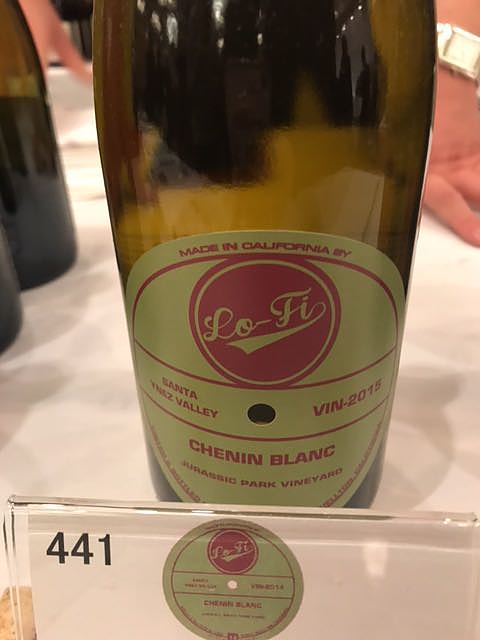 MADE IN CALIFORNIA BY
Lo-Fi
SANTA
YNEZ VALLEY
VIN-2015
CHENIN BLANC
JURASSIC PARK VINEYARD
441
Lo-Fi
VIN-2014
CHENIN BLANC